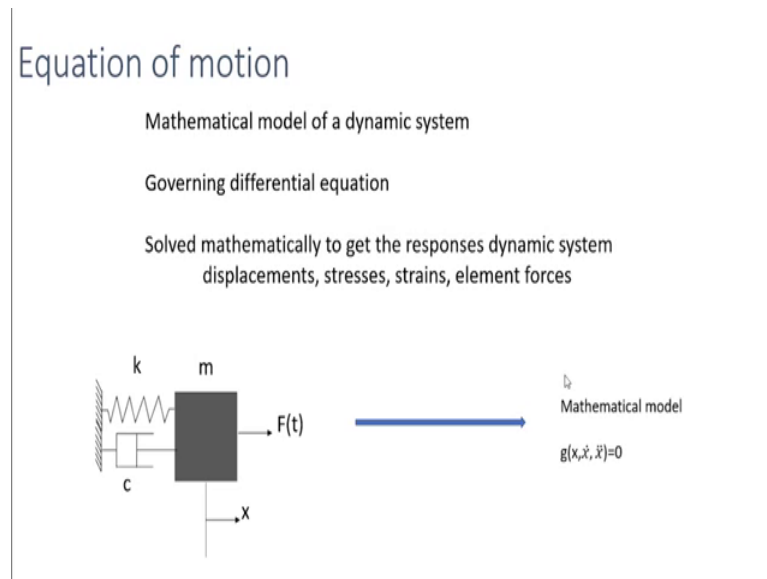 Equation of motion
Mathematical model of a dynamic system
Governing differential equation
Solved mathematically to get the responses dynamic system
displacements, stresses, strains, element forces
k
m
F(t)
Mathematical model
g(x,ẋ, ẍ)=0
c
x